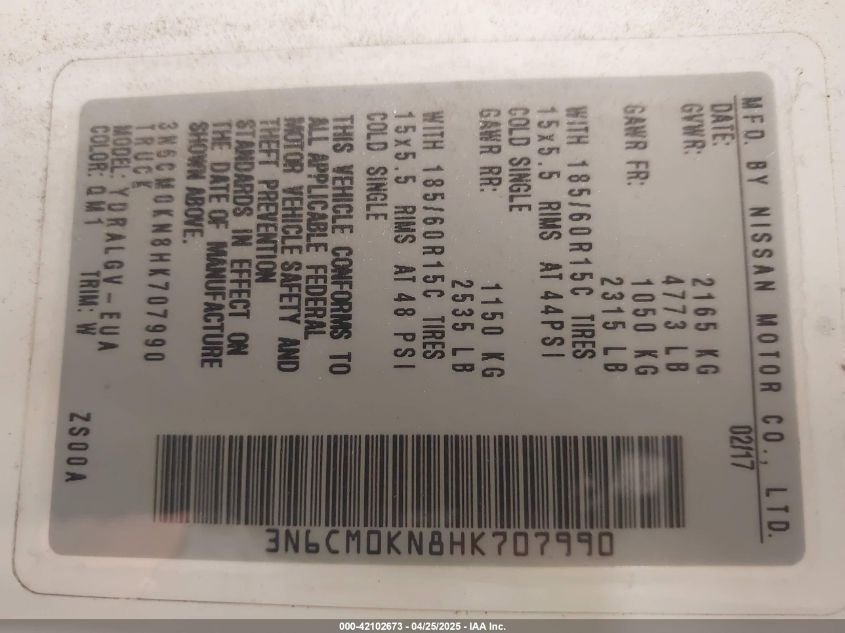 MFD. BY NISSAN MOTOR CO., LTD.
DATE: 02/17
GVWR: 2165 KG
4773 LB
GAWR FR: 1050 KG
2315 LB
WITH 185/60R15C TIRES
15x5.5 RIMS AT 44PSI
COLD SINGLE
GAWR RR: 1150 KG
2535 LB
WITH 185/60R15C TIRES
15x5.5 RIMS AT 48 PSI
COLD SINGLE
THIS VEHICLE CONFORMS TO
ALL APPLICABLE FEDERAL
MOTOR VEHICLE SAFETY AND
THEFT PREVENTION
STANDARDS IN EFFECT ON
THE DATE OF MANUFACTURE
SHOWN ABOVE.
3N6CM0KN8HK707990
TRUCK
MODEL: YDRALGV-EUA
COLOR: QM1 TRIM: W ZS00A
3N6CM0KN8HK707990
000-42102673 - 04/25/2025 - IAA Inc.